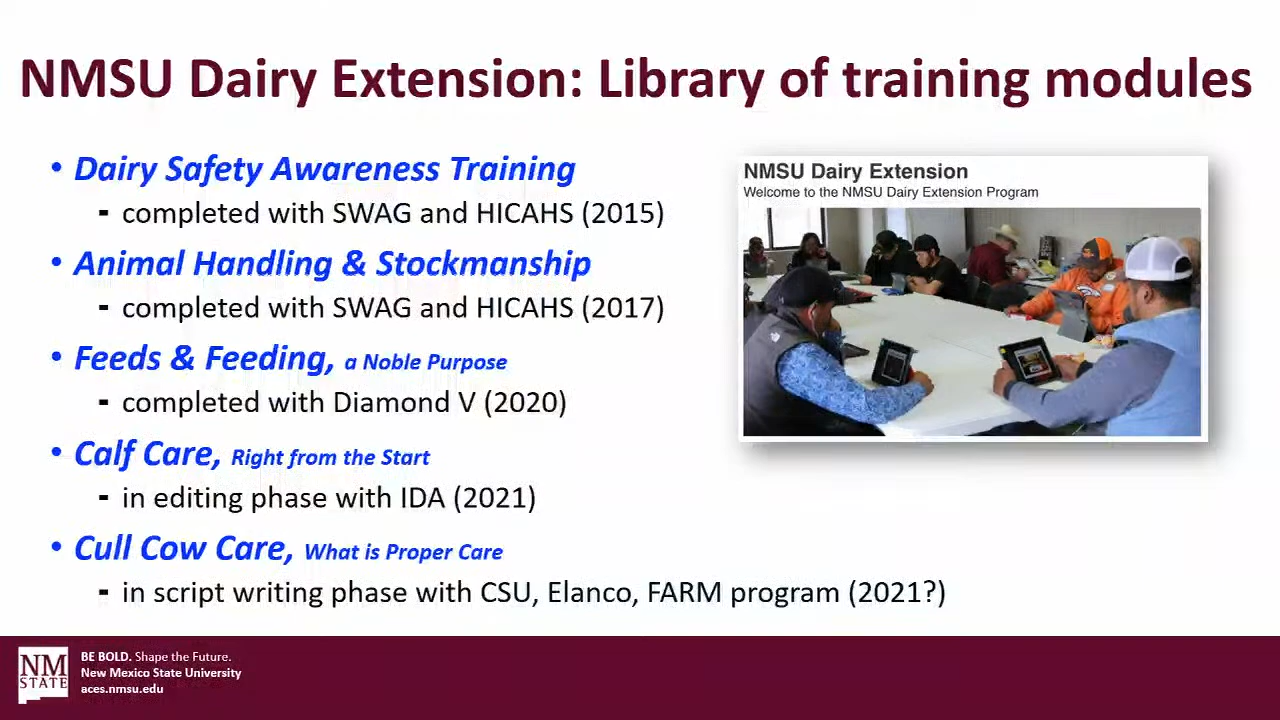 NMSU Dairy Extension: Library of training modules
• Dairy Safety Awareness Training
- completed with SWAG and HICAHS (2015)
• Animal Handling & Stockmanship
- completed with SWAG and HICAHS (2017)
• Feeds & Feeding, a Noble Purpose
- completed with Diamond V (2020)
• Calf Care, Right from the Start
- in editing phase with IDA (2021)
• Cull Cow Care, What is Proper Care
- in script writing phase with CSU, Elanco, FARM program (2021?)
NMSU Dairy Extension
Welcome to the NMSU Dairy Extension Program
NM
STATE
BE BOLD. Shape the Future.
New Mexico State University
aces.nmsu.edu